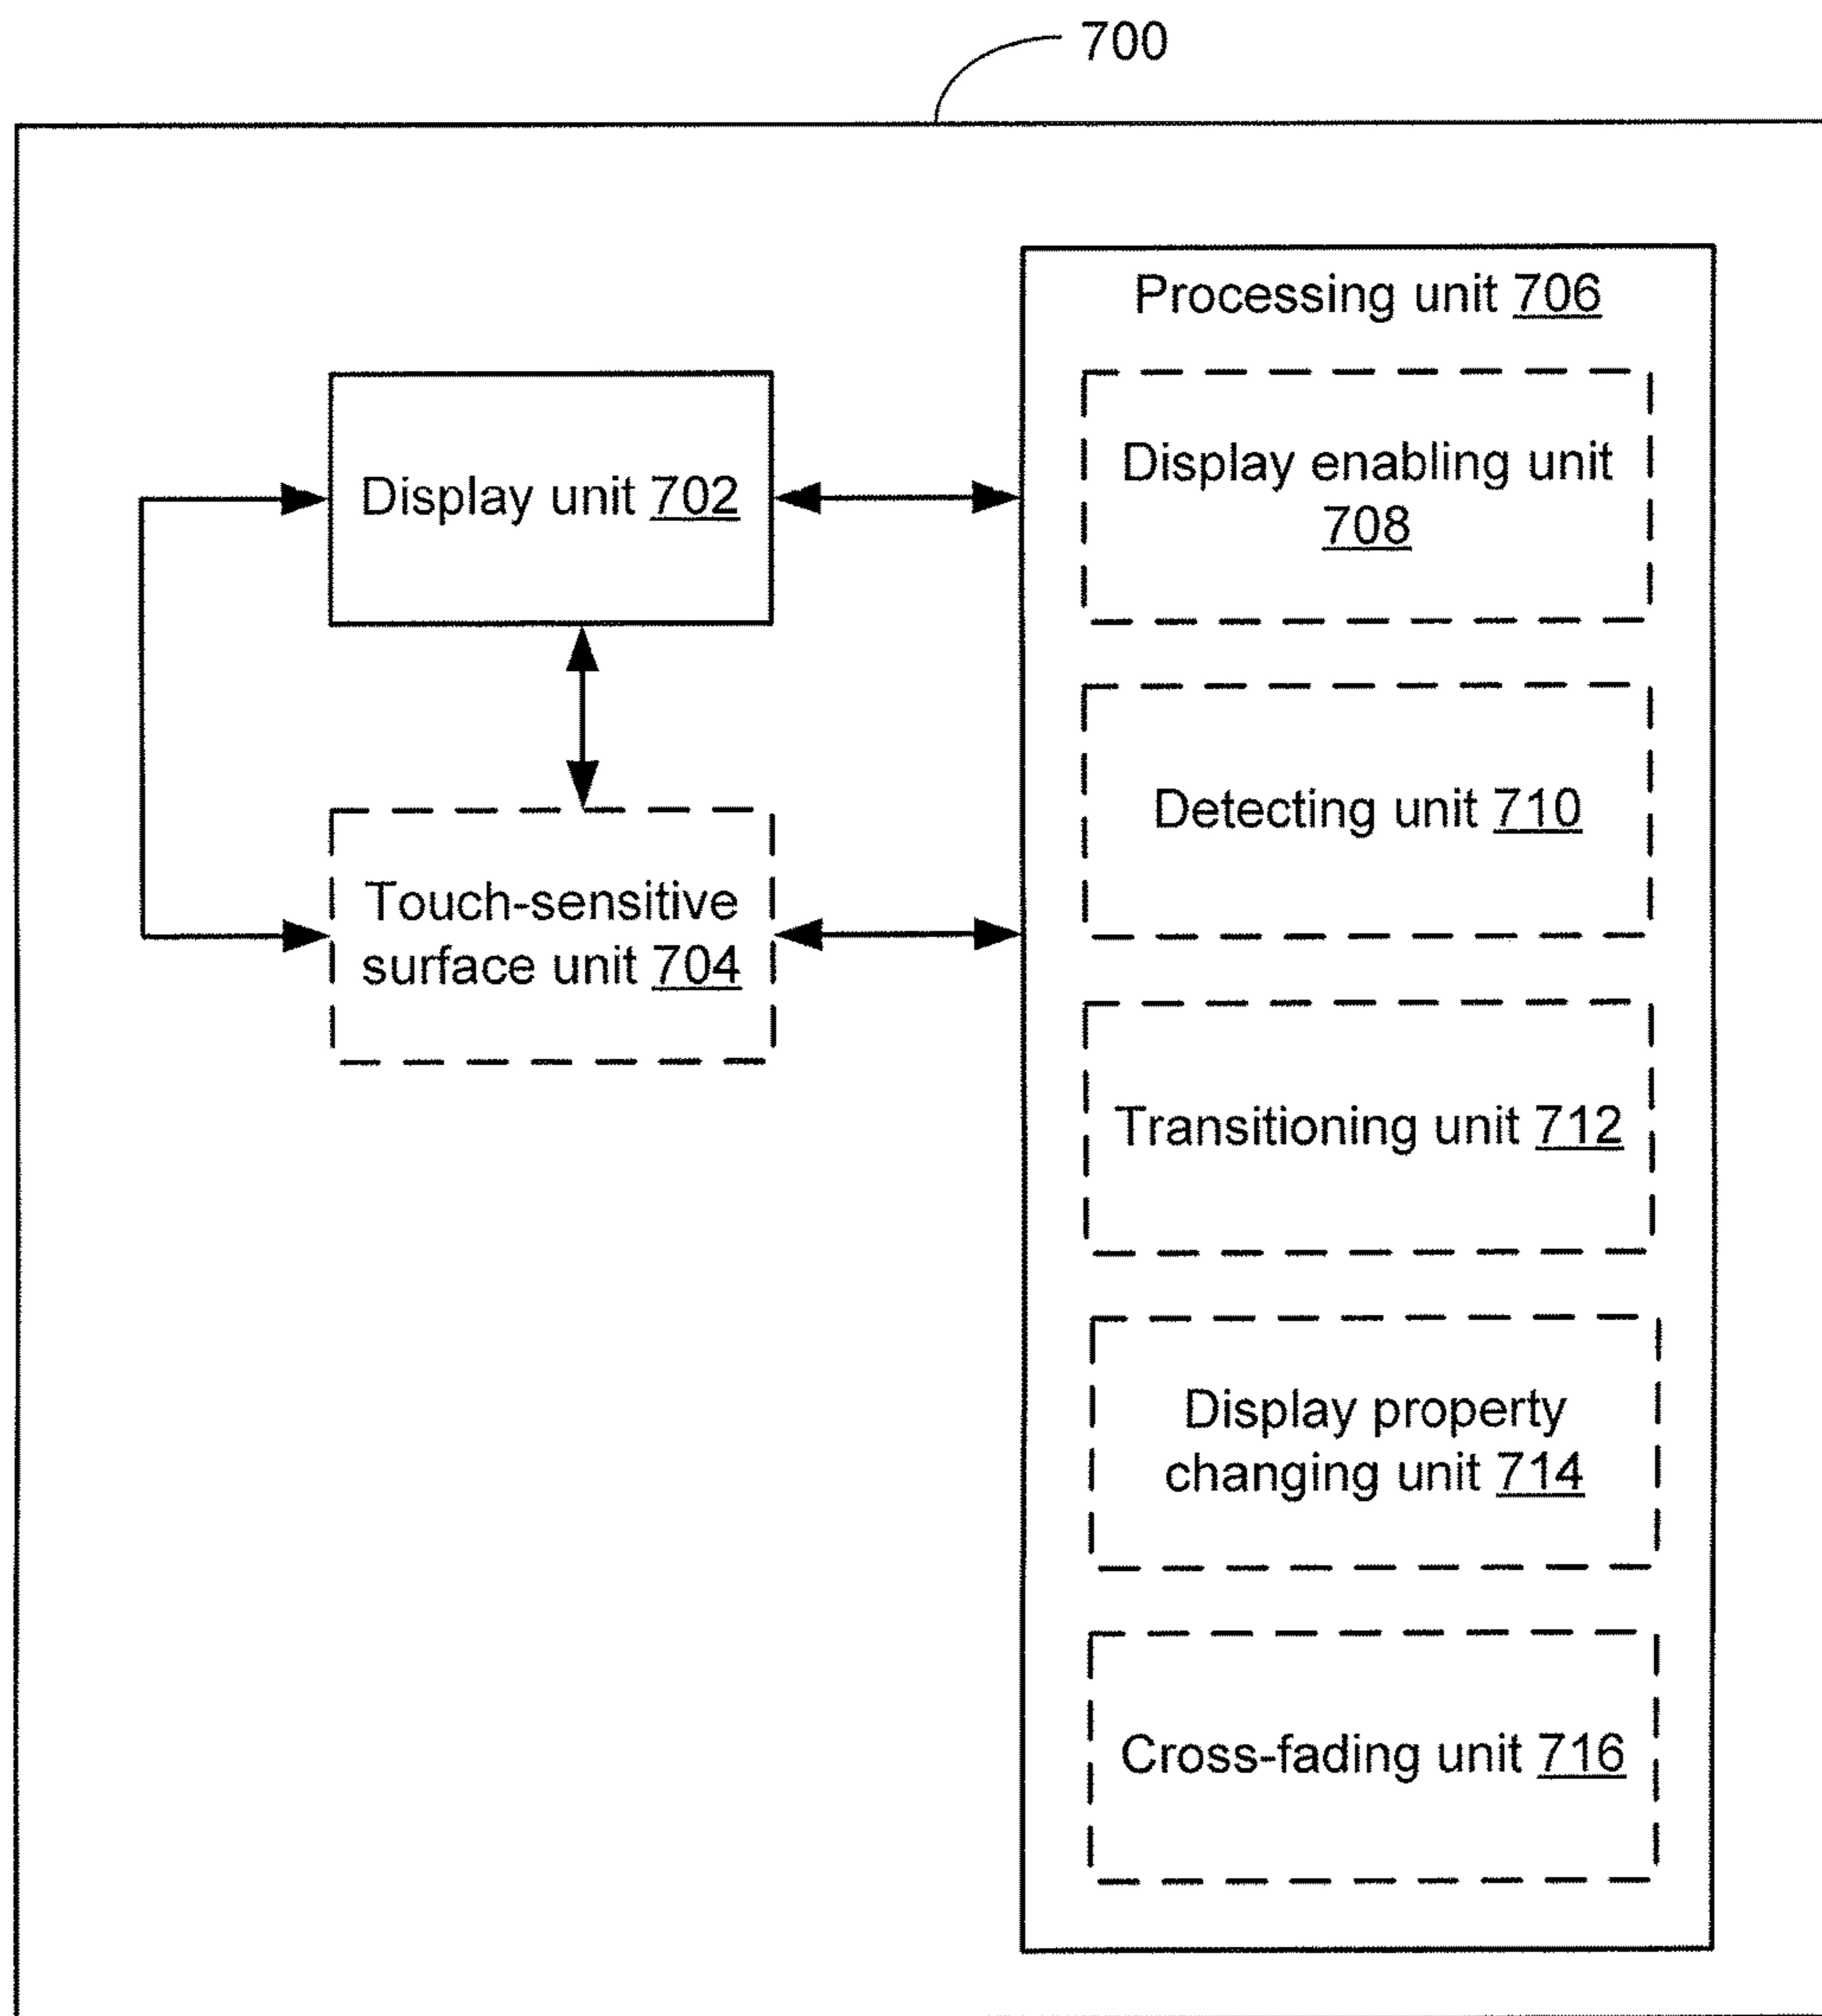 700
Processing unit 706
Display enabling unit
708
Display unit 702
Detecting unit 710
Touch-sensitive
surface unit 704
Transitioning unit 712
Display property
changing unit 714
Cross-fading unit 716